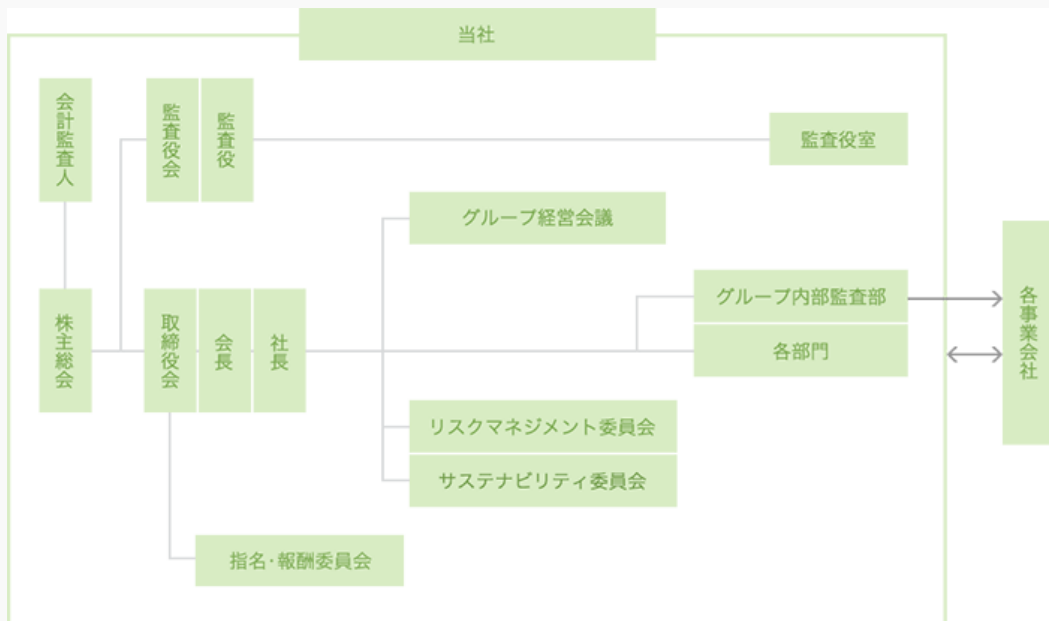 当社
会計監査人
監査役会
監査役
監査役室
グループ経営会議
株主総会
取締役会
会長
社長
グループ内部監査部
各部門
各事業会社
リスクマネジメント委員会
サステナビリティ委員会
指名・報酬委員会